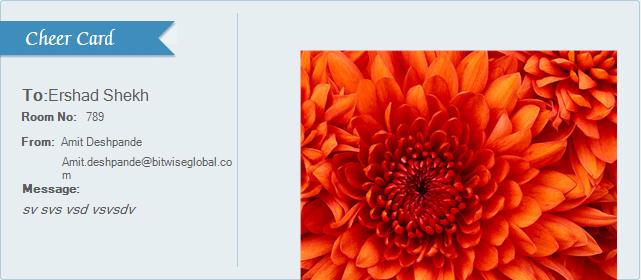 Cheer Card
To:Ershad Shekh
Room No: 789
From: Amit Deshpande
Amit.deshpande@bitwiseglobal.co
m
Message:
sv svs vsd vsvsdv